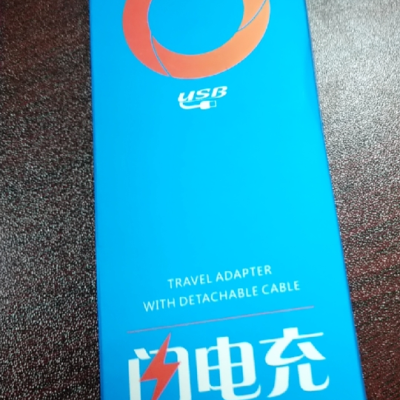 USB
TRAVEL ADAPTER
WITH DETACHABLE CABLE
闪电充